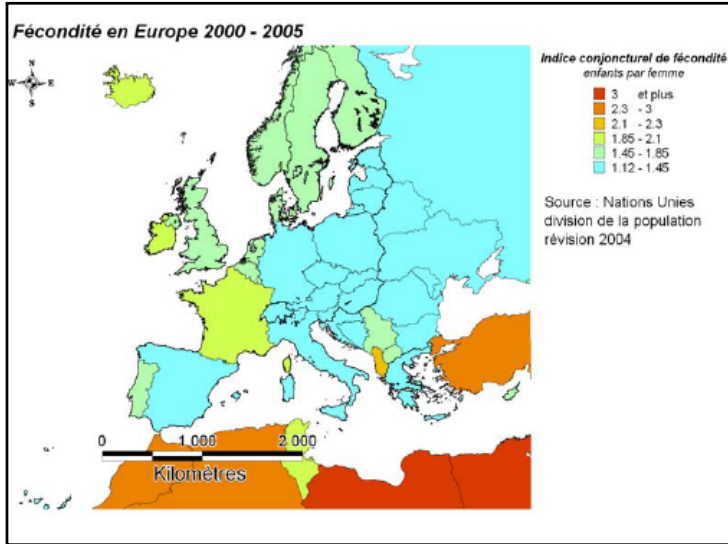 Fécondité en Europe 2000 - 2005
N
W E
S
Indice conjoncturel de fécondité
enfants par femme
3 et plus
2.3 - 3
2.1 - 2.3
1.85 - 2.1
1.45 - 1.85
1.12 - 1.45
Source : Nations Unies
division de la population
révision 2004
0 1 000 2 000
Kilomètres